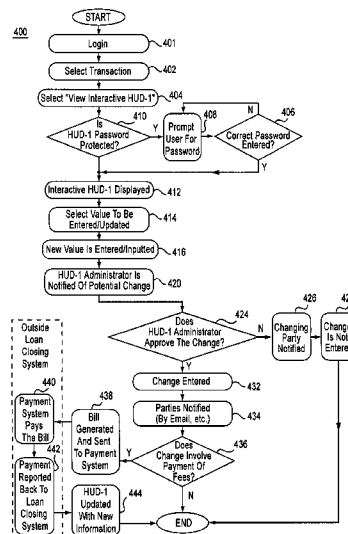 400
START
Login
401
Select Transaction
402
Select "View Interactive HUD-1"
404
Is
HUD-1 Password
Protected?
410
Y
Prompt
User For
Password
408
N
Correct Password
Entered?
406
Y
N
Interactive HUD-1 Displayed
412
Select Value To Be
Entered/Updated
414
New Value Is Entered/Inputted
416
HUD-1 Administrator Is
Notified Of Potential Change
420
Does
HUD-1 Administrator
Approve The Change?
424
N
Changing
Party
Notified
426
Change
Is Not
Entered
Y
Change Entered
432
Parties Notified
(By Email, etc.)
434
Does
Change Involve
Payment Of
Fees?
436
Y
N
Bill
Generated
And Sent
To Payment
System
438
Outside
Loan
Closing
System
440
Payment
System
Pays
The Bill
442
Payment
Reported
Back To
Loan
Closing
System
HUD-1
Updated
With New
Information
444
END